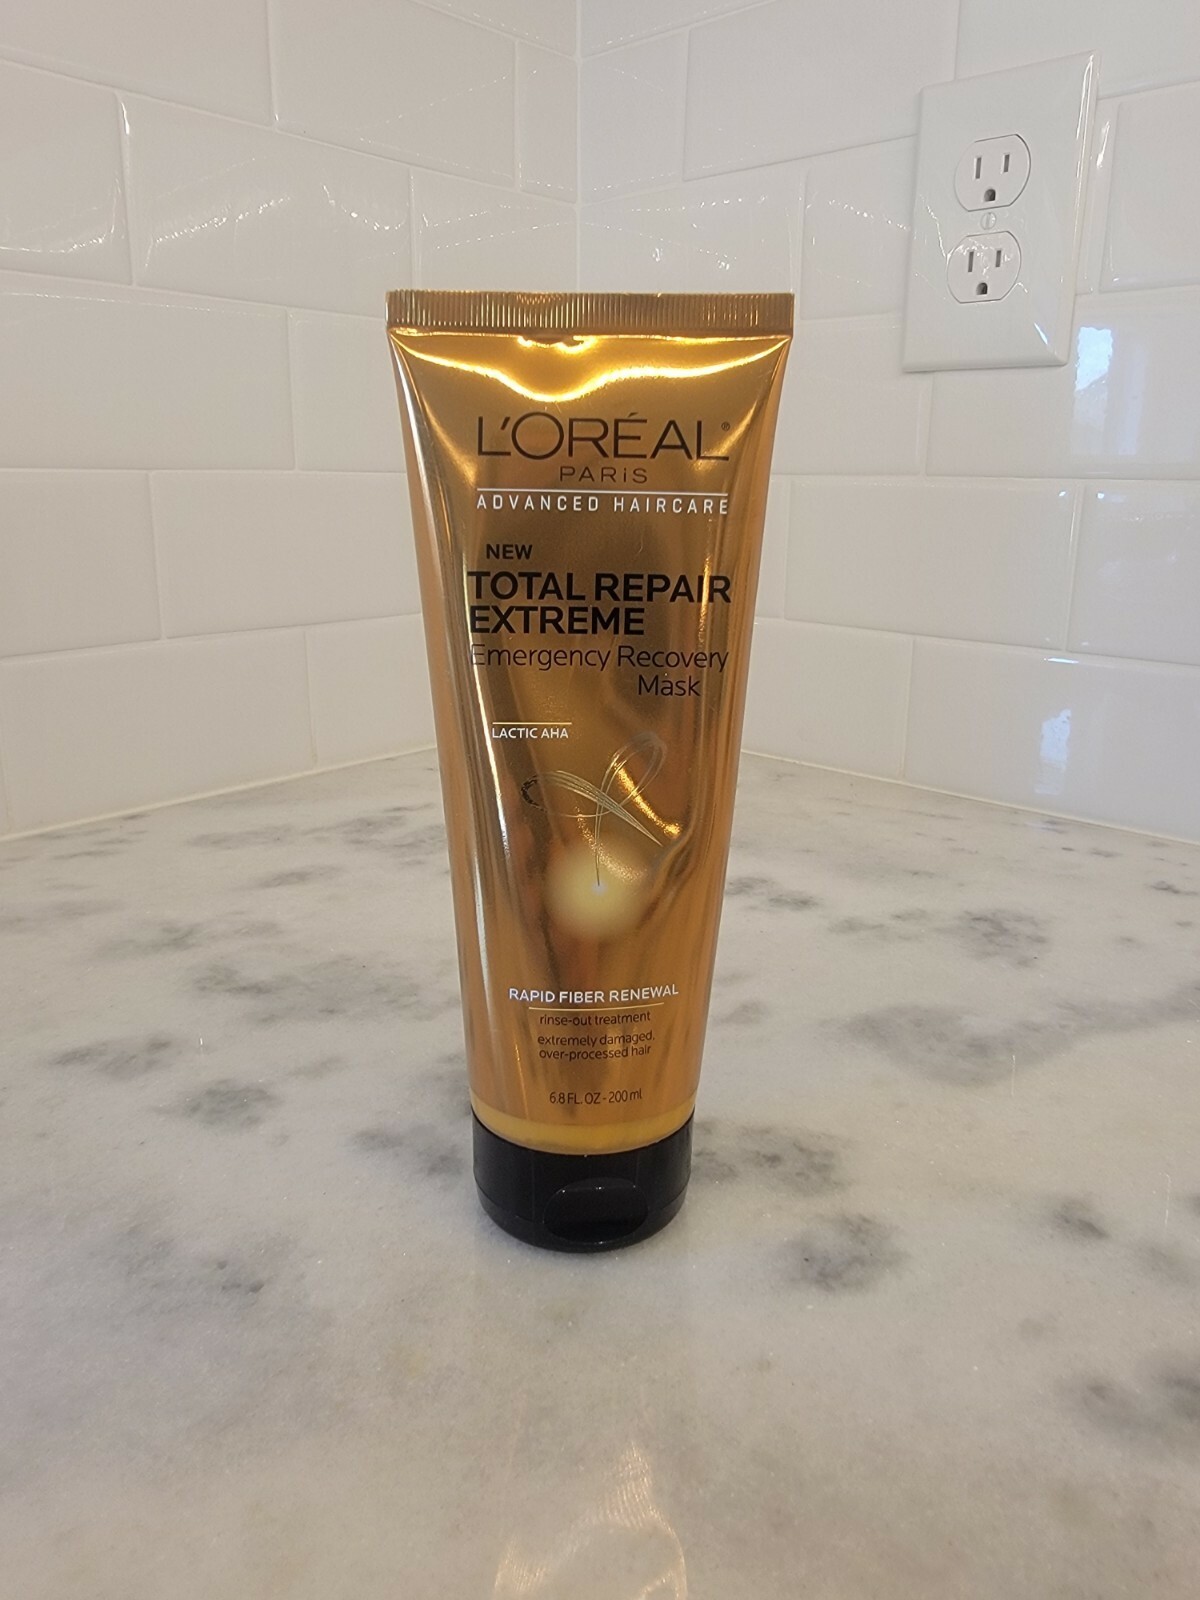 L'ORÉAL®
PARiS
ADVANCED HAIRCARE
NEW
TOTAL REPAIR
EXTREME
Emergency Recovery
Mask
LACTIC AHA
RAPID FIBER RENEWAL
rinse-out treatment
extremely damaged,
over-processed hair
6.8 FL. OZ - 200 ml